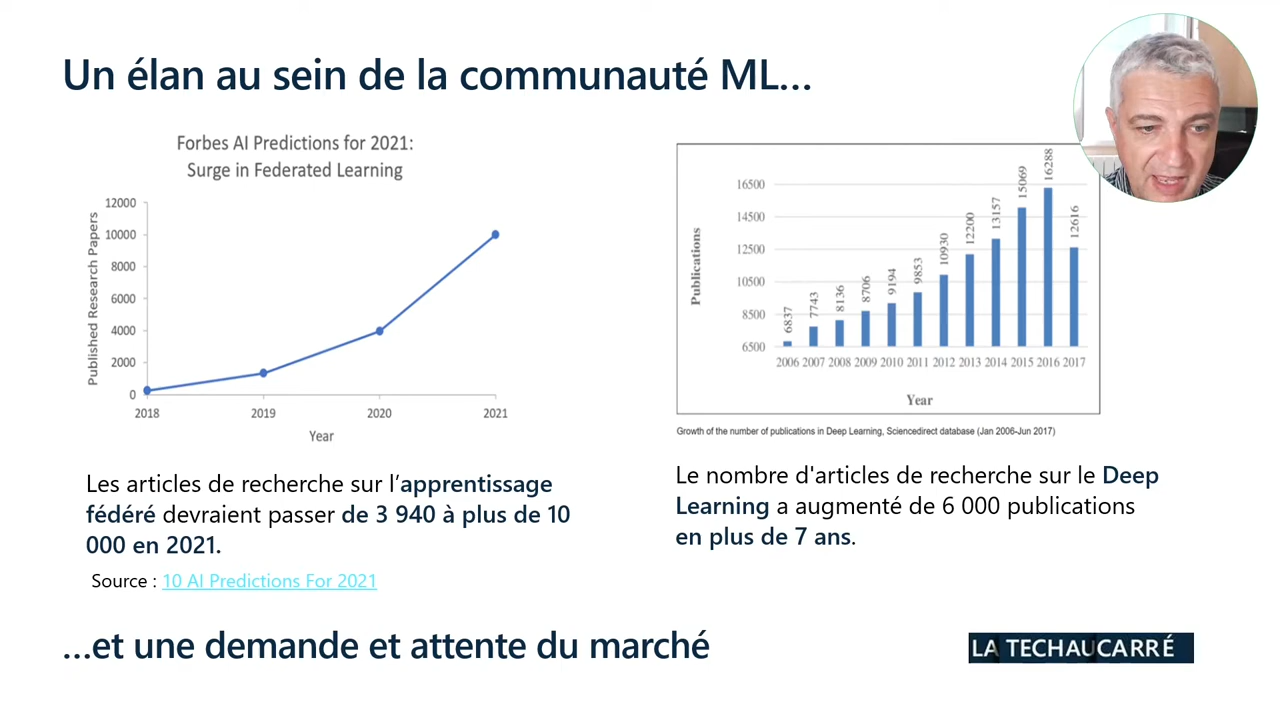 Un élan au sein de la communauté ML...
Forbes AI Predictions for 2021:
Surge in Federated Learning
Published Research Papers
12000
10000
8000
6000
4000
2000
0
2018 2019 2020 2021
Year
Les articles de recherche sur l'apprentissage
fédéré devraient passer de 3 940 à plus de 10
000 en 2021.
Source : 10 AI Predictions For 2021
Publications
16500
14500
12500
10500
8500
6500
6837 7743 8136 8706 9194 9853 10930 12200 13157 15069 16288 12616
2006 2007 2008 2009 2010 2011 2012 2013 2014 2015 2016 2017
Year
Growth of the number of publications in Deep Learning, Sciencedirect database (Jan 2006-Jun 2017)
Le nombre d'articles de recherche sur le Deep
Learning a augmenté de 6 000 publications
en plus de 7 ans.
...et une demande et attente du marché
LA TECHAUCARRÉ